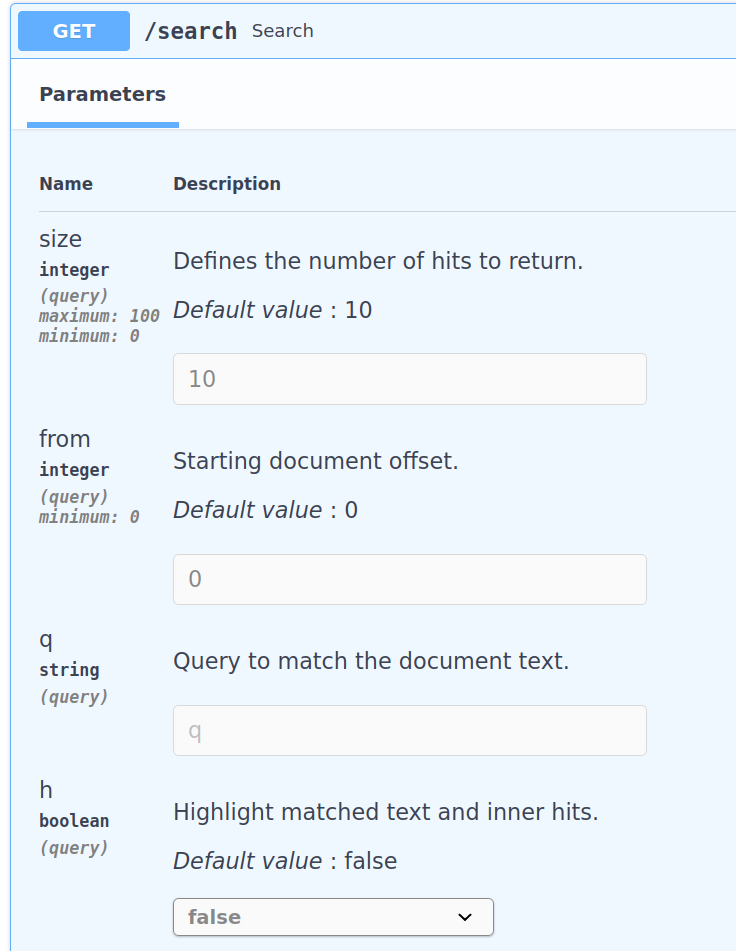 GET /search Search
Parameters
Name Description
size
integer
(query)
maximum: 100
minimum: 0
Defines the number of hits to return.
Default value : 10
10
from
integer
(query)
minimum: 0
Starting document offset.
Default value : 0
0
q
string
(query)
Query to match the document text.
q
h
boolean
(query)
Highlight matched text and inner hits.
Default value : false
false